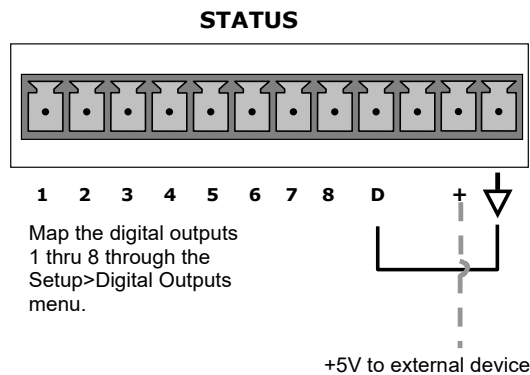 STATUS
1 2 3 4 5 6 7 8 D +
Map the digital outputs
1 thru 8 through the
Setup>Digital Outputs
menu.
+5V to external device